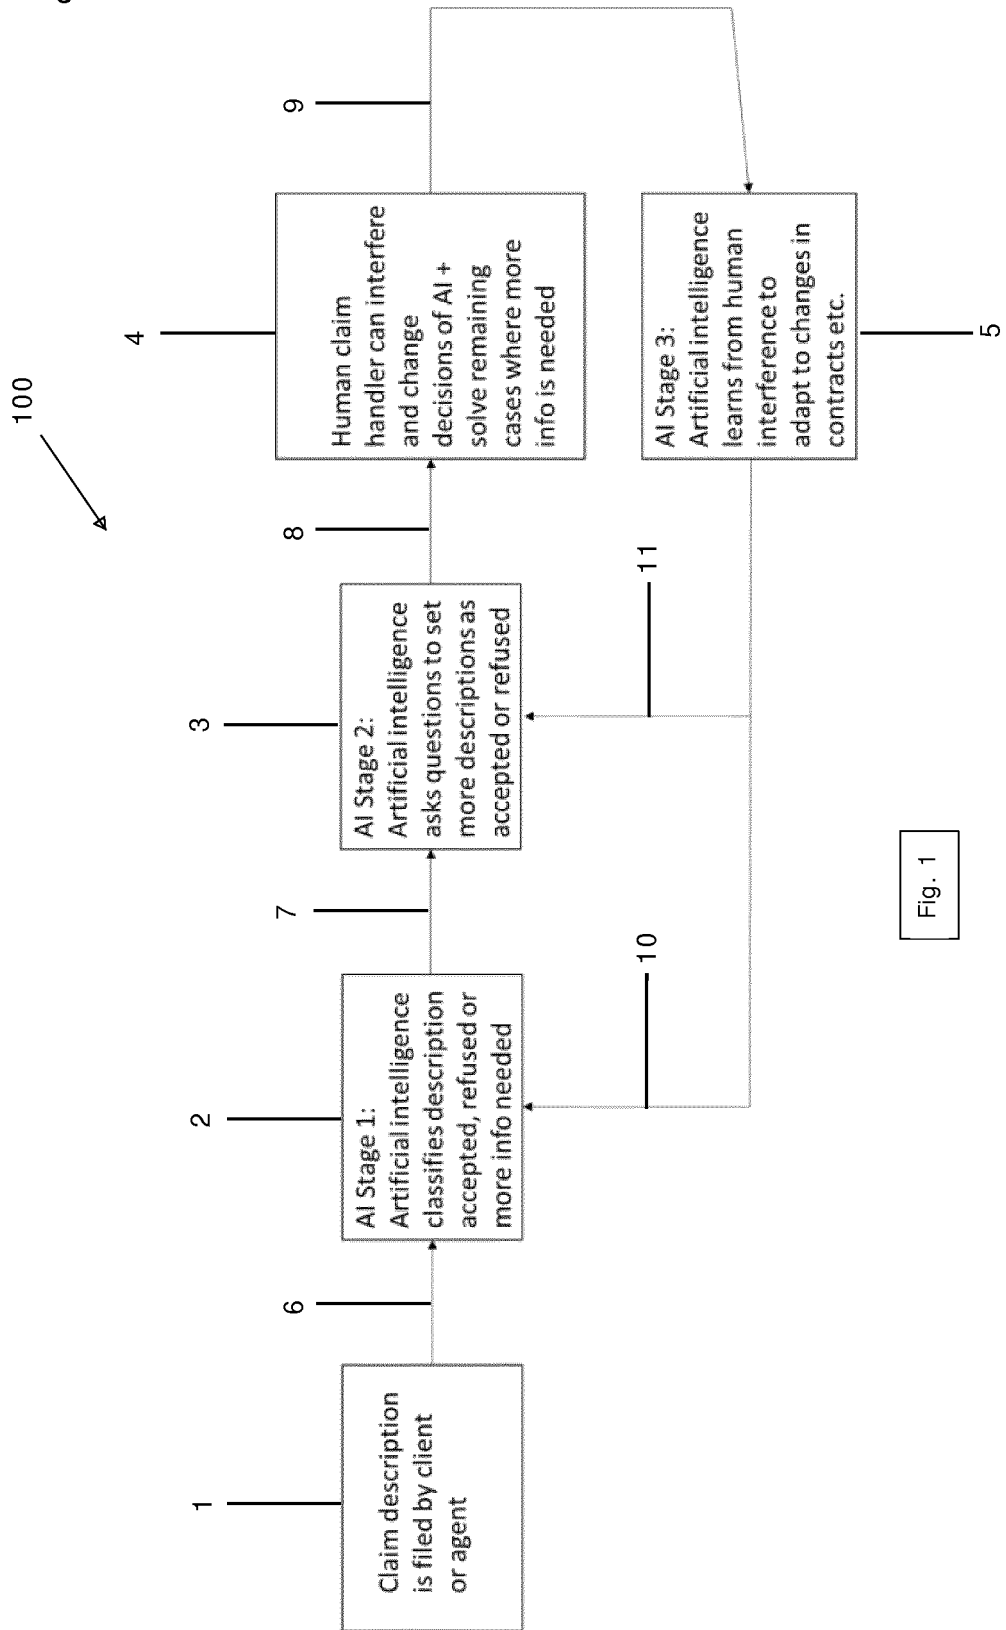 100
1
Claim description
is filed by client
or agent
6
2
AI Stage 1:
Artificial intelligence
classifies description
accepted, refused or
more info needed
7
3
AI Stage 2:
Artificial intelligence
asks questions to set
more descriptions as
accepted or refused
8
4
Human claim
handler can interfere
and change
decisions of AI +
solve remaining
cases where more
info is needed
9
10
11
AI Stage 3:
Artificial intelligence
learns from human
interference to
adapt to changes in
contracts etc.
5
Fig. 1